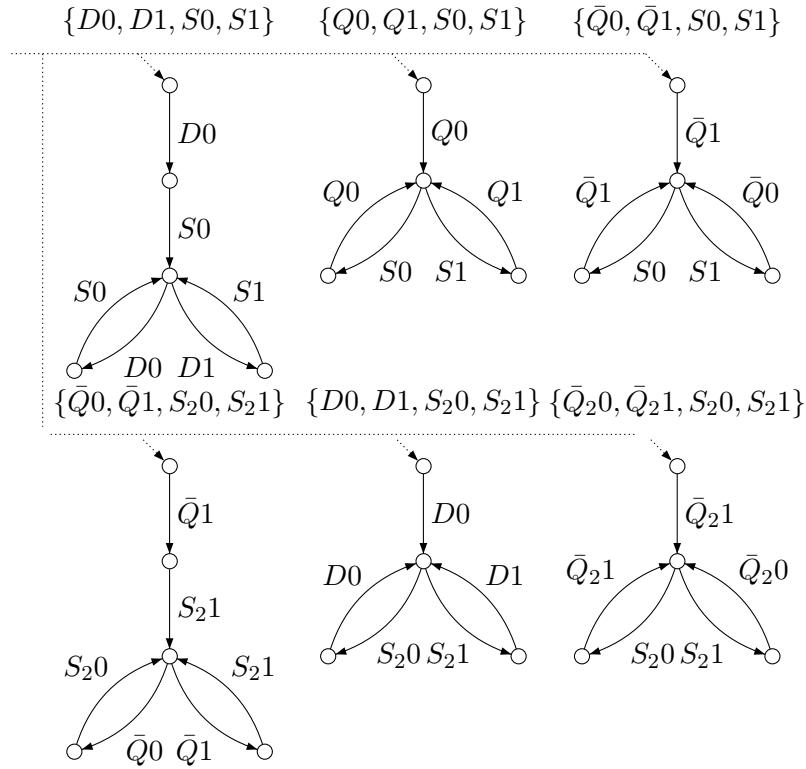 {D0, D1, S0, S1} {Q0, Q1, S0, S1} {Q̄0, Q̄1, S0, S1}
D0 Q0 Q̄1
S0 Q0 Q1 Q̄1 Q̄0
S0 S1 S0 S1 S0 S1
D0 D1
{Q̄0, Q̄1, S₂0, S₂1} {D0, D1, S₂0, S₂1} {Q̄₂0, Q̄₂1, S₂0, S₂1}
Q̄1 D0 Q̄₂1
S₂1 D0 D1 Q̄₂1 Q̄₂0
S₂0 S₂1 S₂0 S₂1 S₂0 S₂1
Q̄0 Q̄1